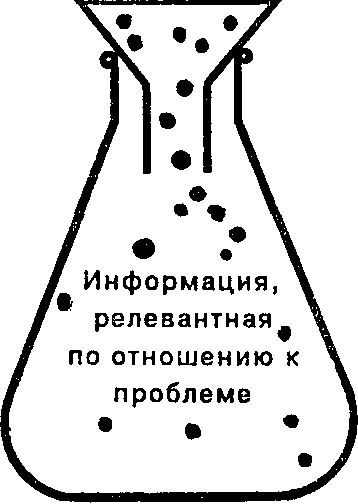 Информация,
релевантная
по отношению к
проблеме